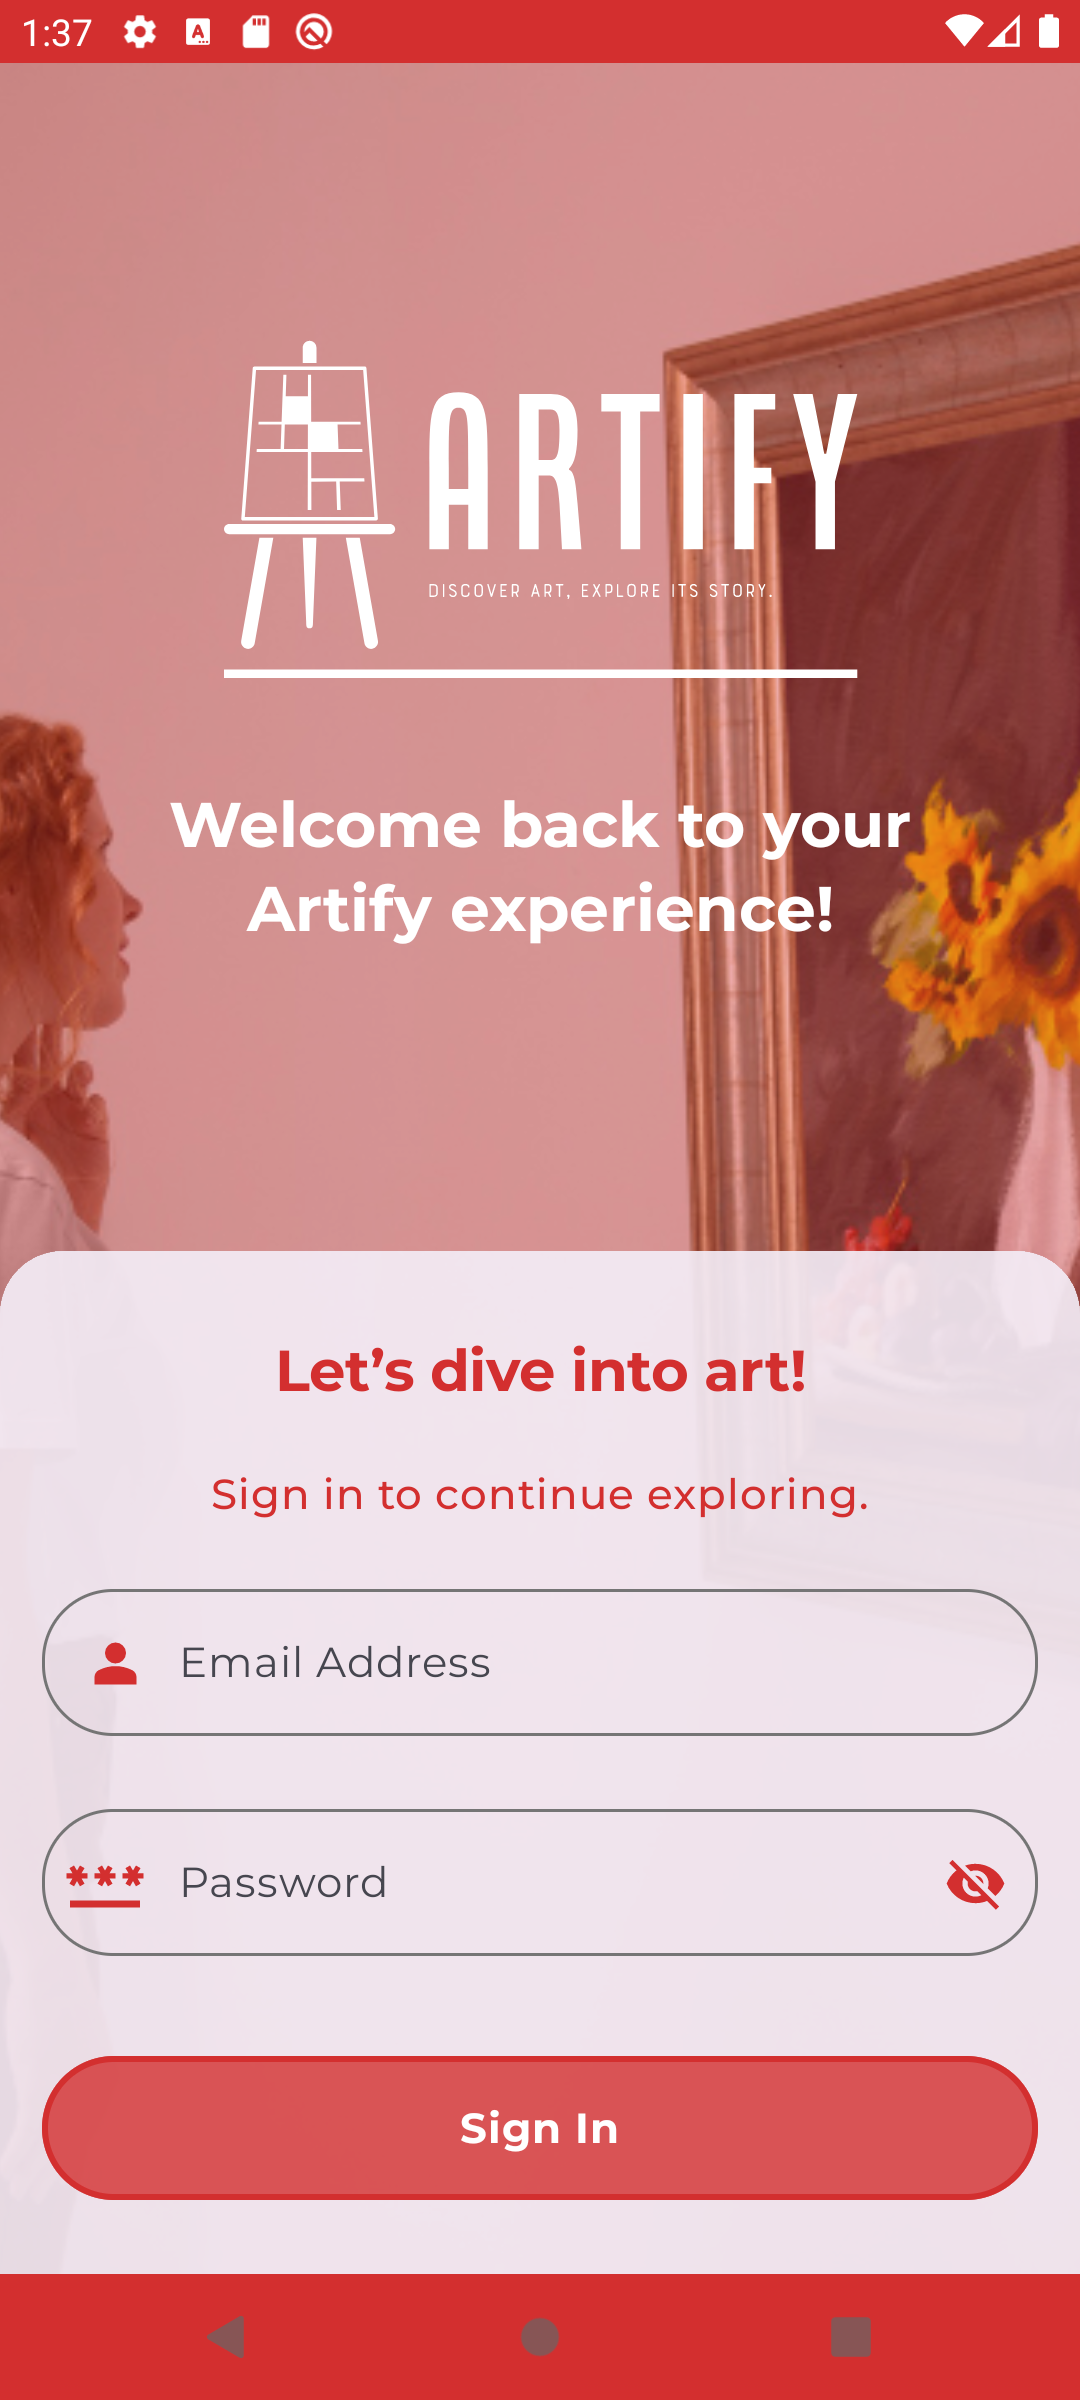 1:37
ARTIFY
DISCOVER ART, EXPLORE ITS STORY.
Welcome back to your
Artify experience!
Let’s dive into art!
Sign in to continue exploring.
Email Address
***
Password
Sign In